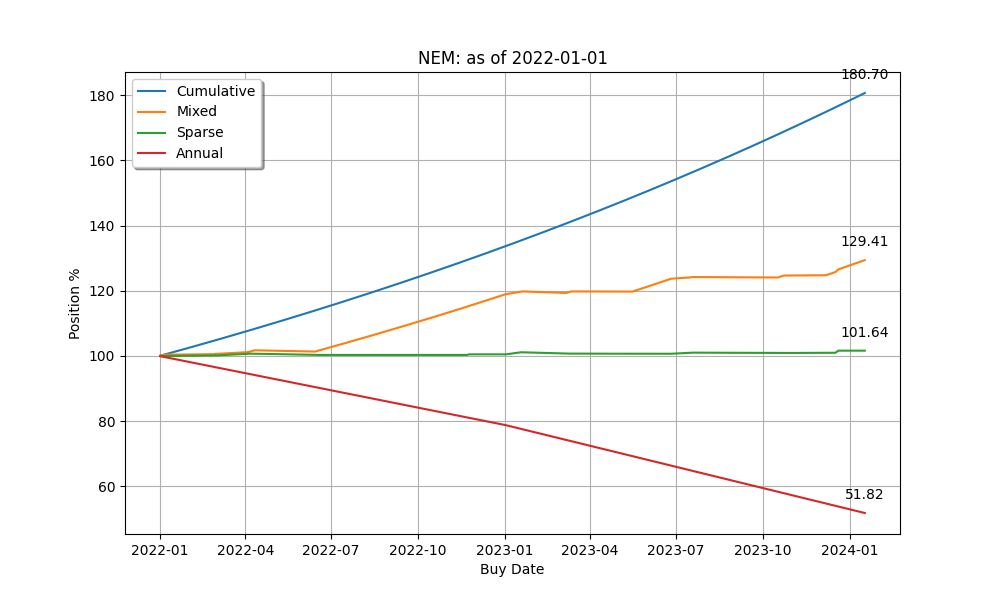 NEM: as of 2022-01-01
180.70
Cumulative
Mixed
Sparse
Annual
129.41
101.64
51.82
Position %
180
160
140
120
100
80
60
2022-01 2022-04 2022-07 2022-10 2023-01 2023-04 2023-07 2023-10 2024-01
Buy Date